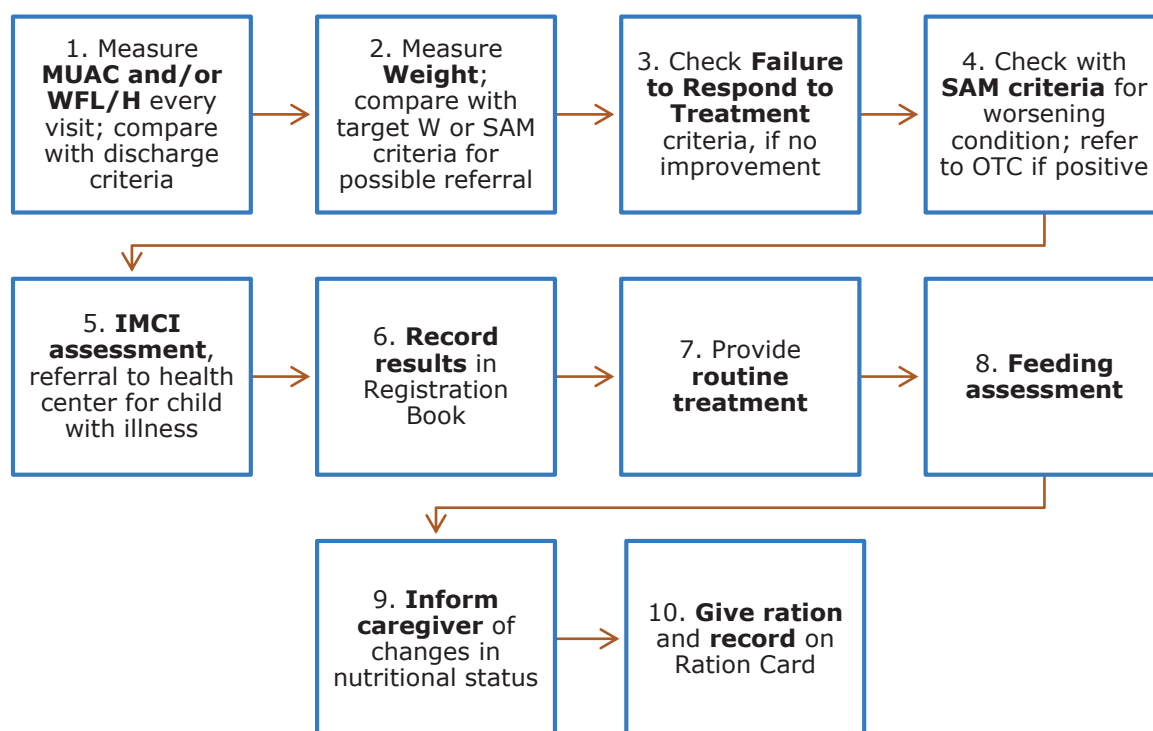 1. Measure
MUAC and/or
WFL/H every
visit; compare
with discharge
criteria
2. Measure
Weight;
compare with
target W or SAM
criteria for
possible referral
3. Check Failure
to Respond to
Treatment
criteria, if no
improvement
4. Check with
SAM criteria for
worsening
condition; refer
to OTC if positive
5. IMCI
assessment,
referral to health
center for child
with illness
6. Record
results in
Registration
Book
7. Provide
routine
treatment
8. Feeding
assessment
9. Inform
caregiver of
changes in
nutritional status
10. Give ration
and record on
Ration Card